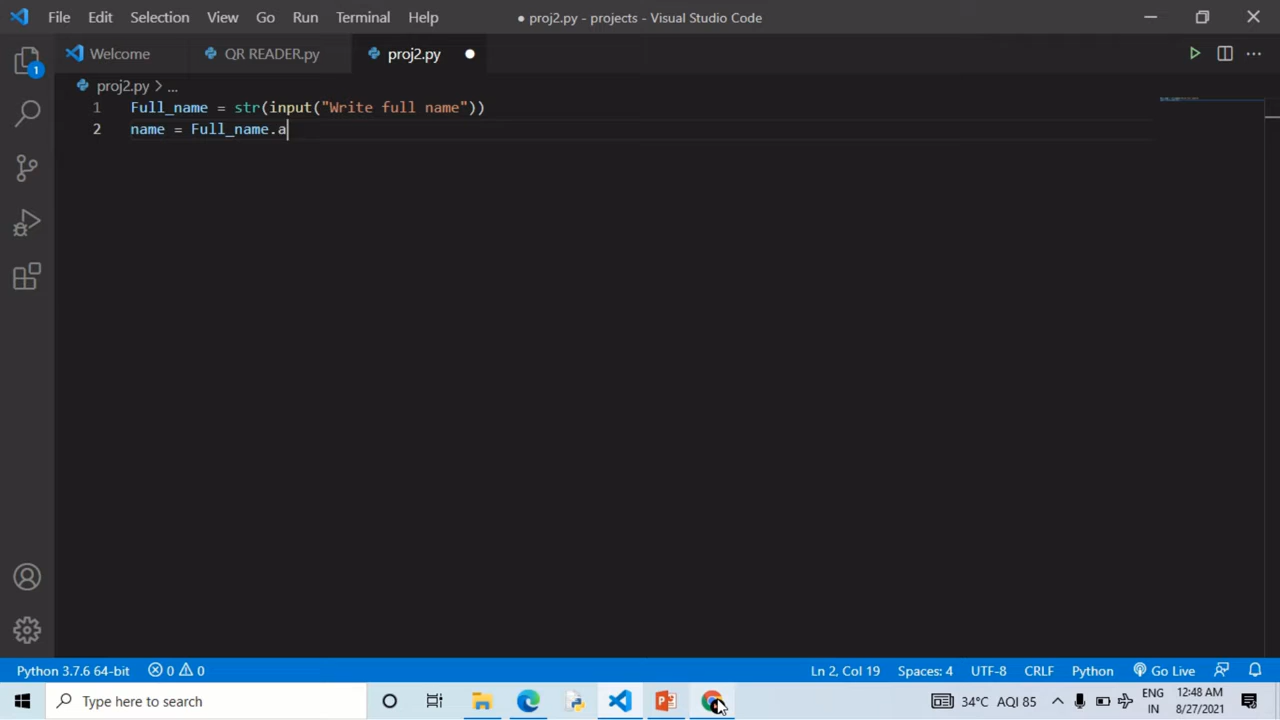 File Edit Selection View Go Run Terminal Help ● proj2.py - projects - Visual Studio Code
Welcome QR READER.py proj2.py
proj2.py > ...
1 Full_name = str(input("Write full name"))
2 name = Full_name.a
1
Python 3.7.6 64-bit 0 0 Ln 2, Col 19 Spaces: 4 UTF-8 CRLF Python Go Live
Type here to search 34°C AQI 85 ENG 12:48 AM
IN 8/27/2021